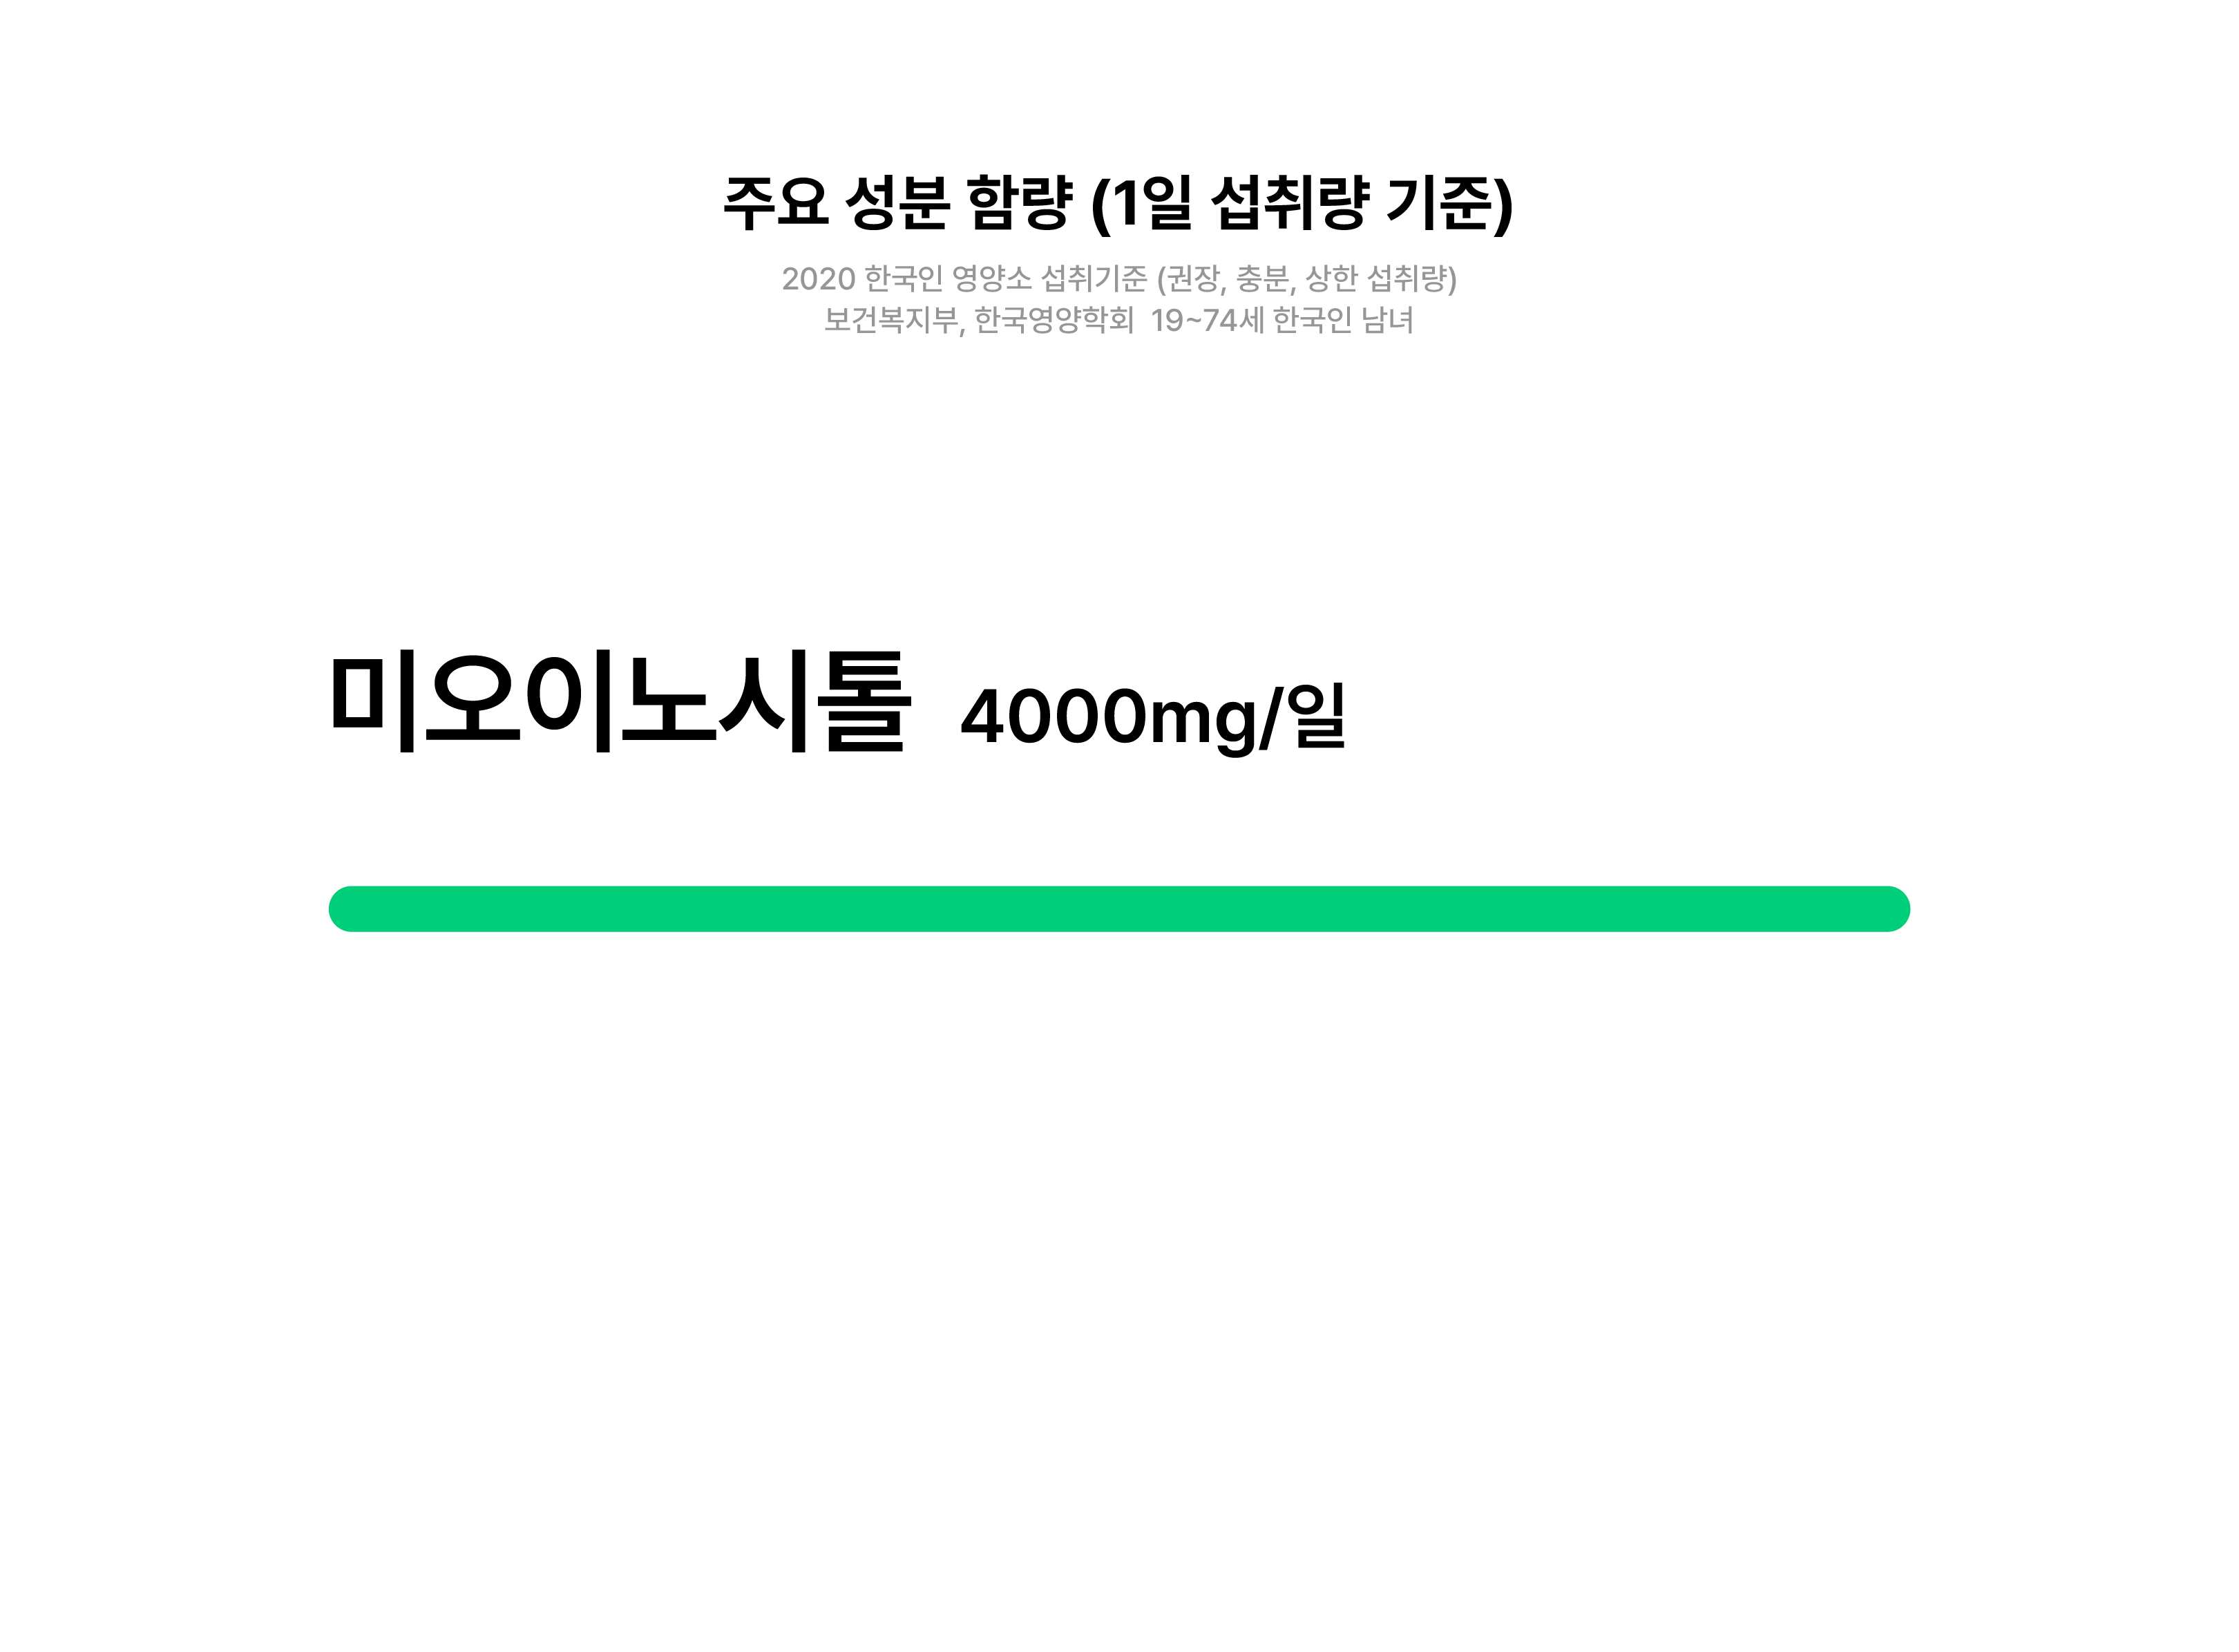 주요 성분 함량 (1일 섭취량 기준)
2020 한국인 영양소 섭취기준 (권장, 충분, 상한 섭취량)
보건복지부, 한국영양학회 19~74세 한국인 남녀
미오이노시톨 4000mg/일